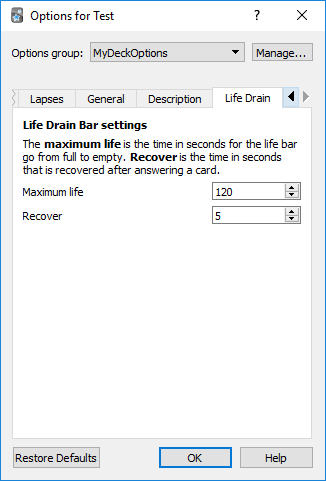 Options for Test
?
Options group:
MyDeckOptions
Manage...
Lapses
General
Description
Life Drain
Life Drain Bar settings
The maximum life is the time in seconds for the life bar
go from full to empty. Recover is the time in seconds
that is recovered after answering a card.
Maximum life
120
Recover
5
Restore Defaults
OK
Help